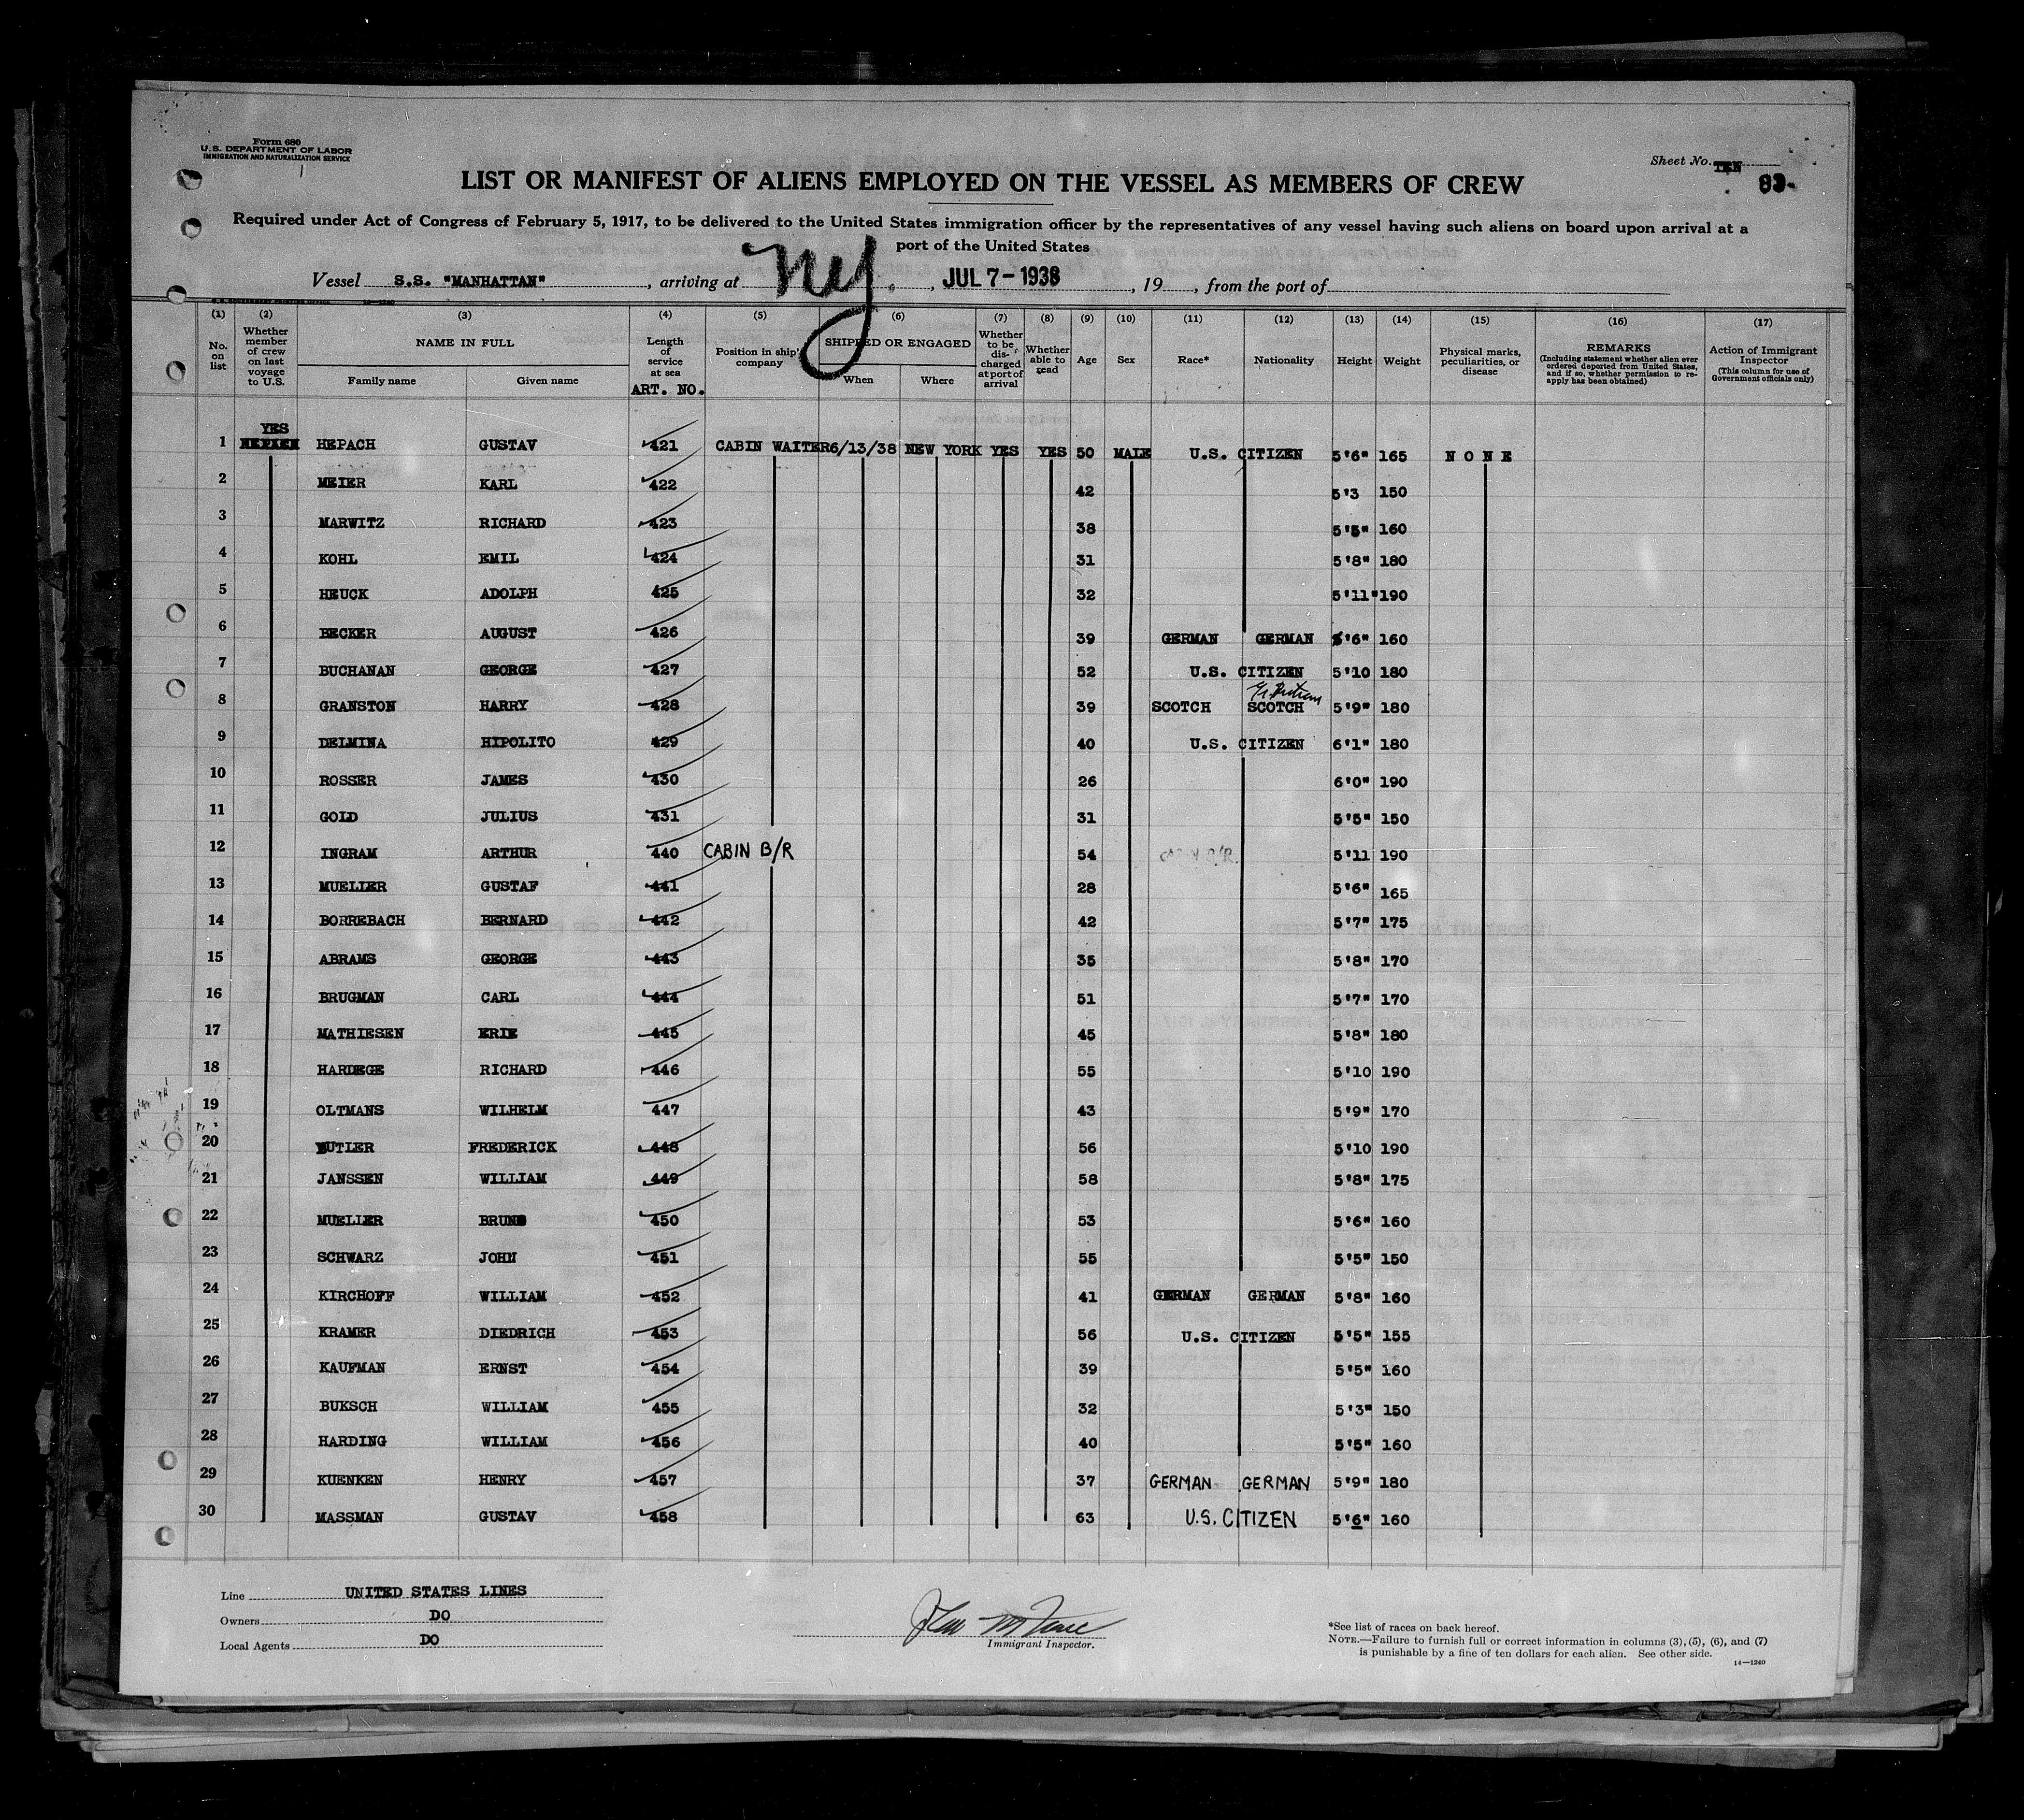 Form 680
U.S. DEPARTMENT OF LABOR
IMMIGRATION AND NATURALIZATION SERVICE
Sheet No. TEN
LIST OR MANIFEST OF ALIENS EMPLOYED ON THE VESSEL AS MEMBERS OF CREW
Required under Act of Congress of February 5, 1917, to be delivered to the United States immigration officer by the representatives of any vessel having such aliens on board upon arrival at a
port of the United States
Vessel S.S. "MANHATTAN", arriving at Ny., JUL 7-1938, 19, from the port of
(1) (2) (3) (4) (5) (6) (7) (8) (9) (10) (11) (12) (13) (14) (15) (16) (17)
No. on list Whether member of crew on last voyage to U.S. NAME IN FULL Family name Given name Length of service at sea ART. NO. Position in ship's company SHIPPED OR ENGAGED When Where Whether to be discharged at port of arrival Whether able to read Age Sex Race* Nationality Height Weight Physical marks, peculiarities, or disease REMARKS (Including statement whether alien ever ordered deported from United States, and if so, whether permission to reapply has been obtained) Action of Immigrant Inspector (This column for use of Government officials only)
1 YES HEPACH GUSTAV 421 CABIN WAITER 6/13/38 NEW YORK YES YES 50 MALE U.S. CITIZEN 5'6" 165 NONE
2 MEIER KARL 422 42 5'3 150
3 MARWITZ RICHARD 423 38 5'5" 160
4 KOHL EMIL 424 31 5'8" 180
5 HEUCK ADOLPH 425 32 5'11" 190
6 BECKER AUGUST 426 39 GERMAN GERMAN 5'6" 160
7 BUCHANAN GEORGE 427 52 U.S. CITIZEN 5'10 180
8 GRANSTON HARRY 428 39 SCOTCH SCOTCH 5'9" 180
9 DELMINA HIPOLITO 429 40 U.S. CITIZEN 6'1" 180
10 ROSSER JAMES 430 26 6'0" 190
11 GOLD JULIUS 431 31 5'5" 150
12 INGRAM ARTHUR 440 CABIN B/R 54 5'11 190
13 MUELLER GUSTAF 441 28 5'6" 165
14 BORREBACH BERNARD 442 42 5'7" 175
15 ABRAMS GEORGE 443 35 5'8" 170
16 BRUGMAN CARL 444 51 5'7" 170
17 MATHIESEN ERIE 445 45 5'8" 180
18 HARDEGE RICHARD 446 55 5'10 190
19 OLTMANS WILHELM 447 43 5'9" 170
20 BUTLER FREDERICK 448 56 5'10 190
21 JANSSEN WILLIAM 449 58 5'8" 175
22 MUELLER BRUNO 450 53 5'6" 160
23 SCHWARZ JOHN 451 55 5'5" 150
24 KIRCHOFF WILLIAM 452 41 GERMAN GERMAN 5'8" 160
25 KRAMER DIEDRICH 453 56 U.S. CITIZEN 5'5" 155
26 KAUFMAN ERNST 454 39 5'5" 160
27 BUKSCH WILLIAM 455 32 5'3" 150
28 HARDING WILLIAM 456 40 5'5" 160
29 KUENKEN HENRY 457 37 GERMAN GERMAN 5'9" 180
30 MASSMAN GUSTAV 458 63 U.S. CITIZEN 5'6" 160
Line UNITED STATES LINES
Owners DO
Local Agents DO
Immigrant Inspector.
*See list of races on back hereof.
NOTE.—Failure to furnish full or correct information in columns (3), (5), (6), and (7)
is punishable by a fine of ten dollars for each alien. See other side.
14—1240